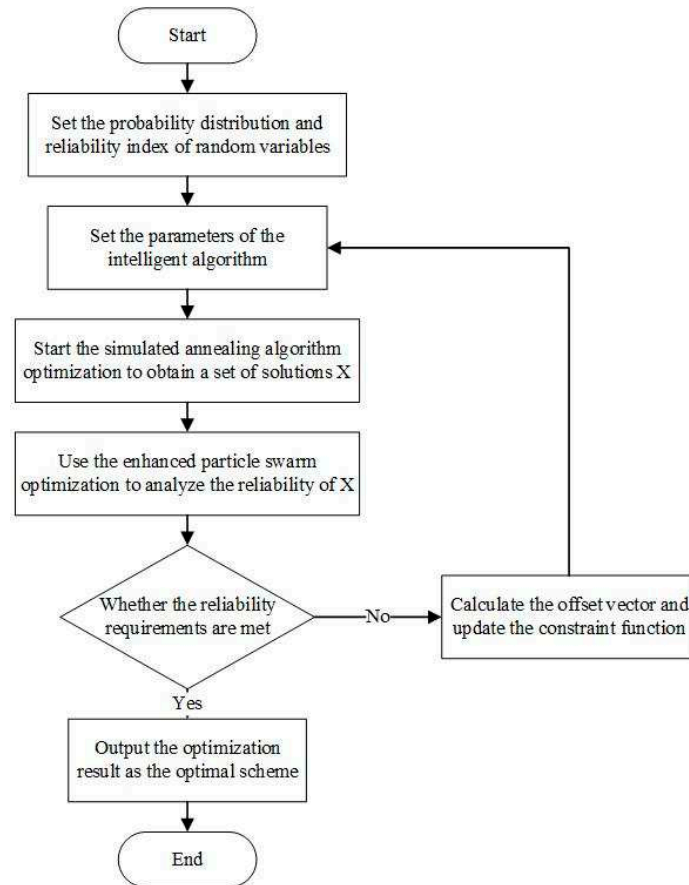 Start
Set the probability distribution and
reliability index of random variables
Set the parameters of the
intelligent algorithm
Start the simulated annealing algorithm
optimization to obtain a set of solutions X
Use the enhanced particle swarm
optimization to analyze the reliability of X
Whether the reliability
requirements are met
No
Calculate the offset vector and
update the constraint function
Yes
Output the optimization
result as the optimal scheme
End